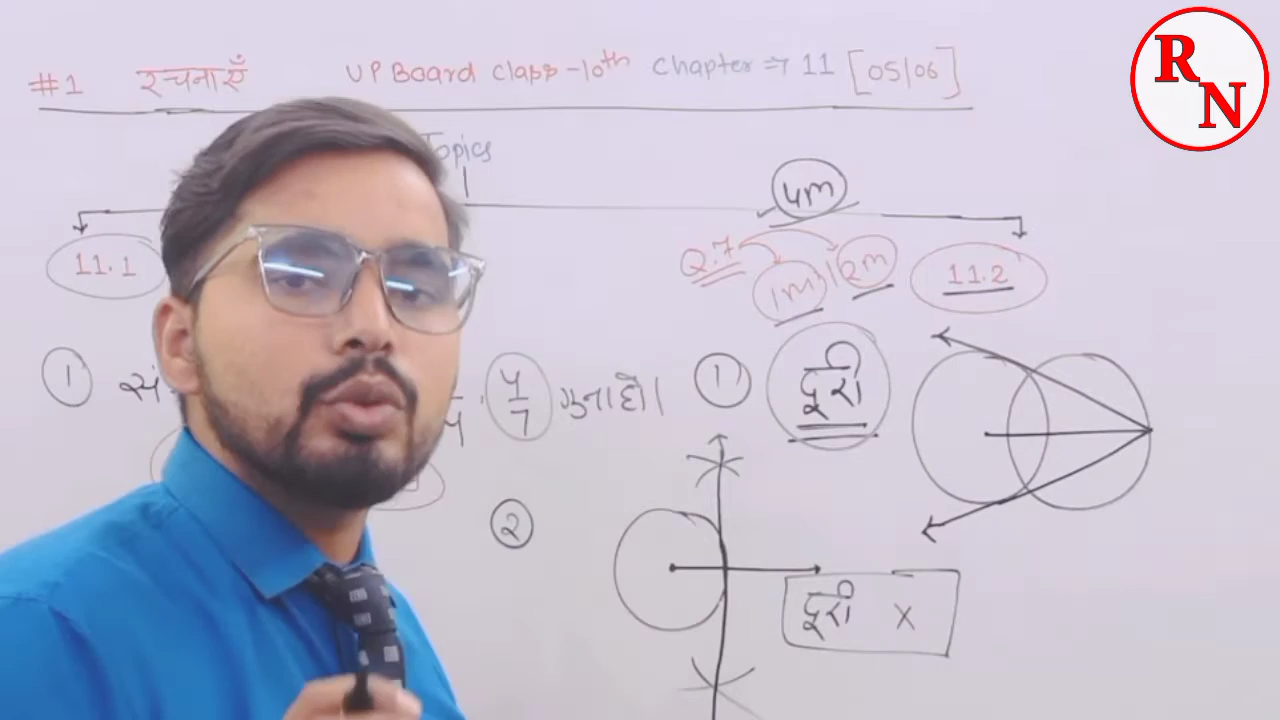 #1 रचनाएँ UP Board Class-10th Chapter ⇒ 11 [05/06]
R N
Topics
4m
11.1 Q.7 1m 2m 11.2
① 4/7 गुना हो। ① दूरी
②
दूरी X